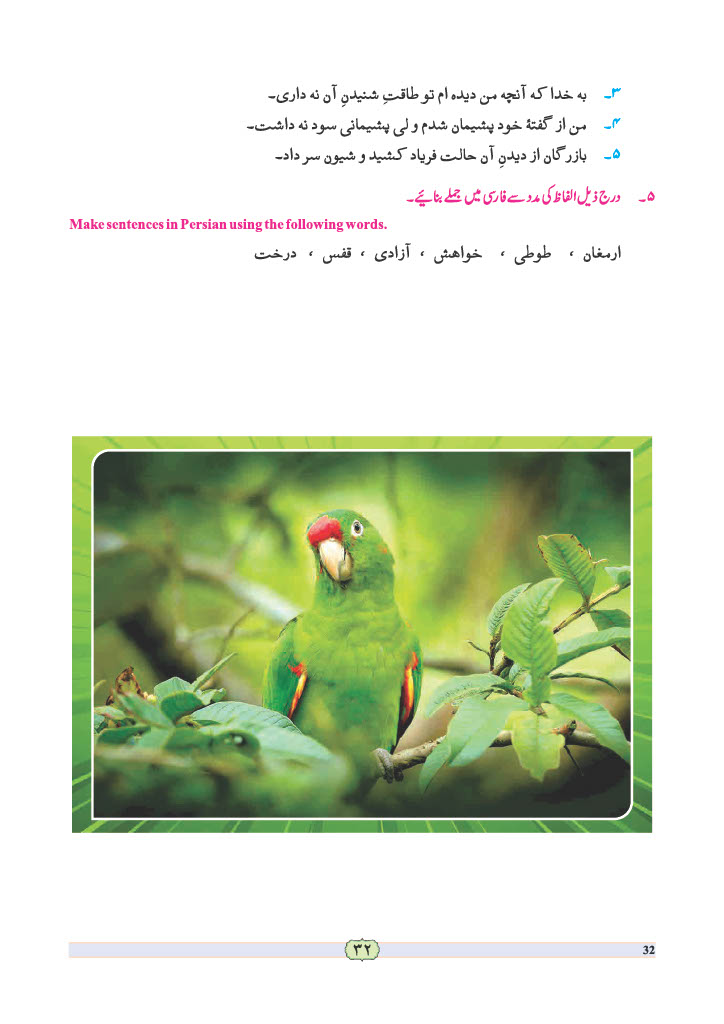 ۳۔ به خدا که آنچه من دیده ام تو طاقتِ شنیدنِ آن نه داری۔
۴۔ من از گفتۂ خود پشیمان شدم و لی پشیمانی سود نه داشت۔
۵۔ بازرگان از دیدنِ آن حالت فریاد کشید و شیون سر داد۔
۵۔ درج ذیل الفاظ کی مدد سے فارسی میں جملے بنائیے۔
Make sentences in Persian using the following words.
ارمغان ، طوطی ، خواهش ، آزادی ، قفس ، درخت
۳۲
32